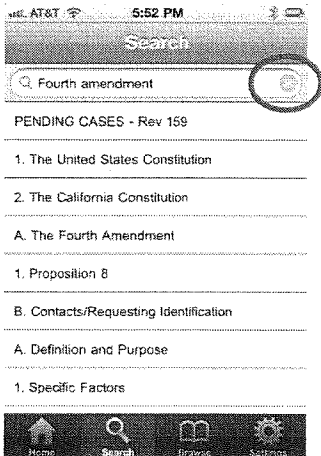 AT&T 5:52 PM
Search
Fourth amendment
PENDING CASES - Rev 159
1. The United States Constitution
2. The California Constitution
A. The Fourth Amendment
1. Proposition 8
B. Contacts/Requesting Identification
A. Definition and Purpose
1. Specific Factors
Home Search Browse Settings